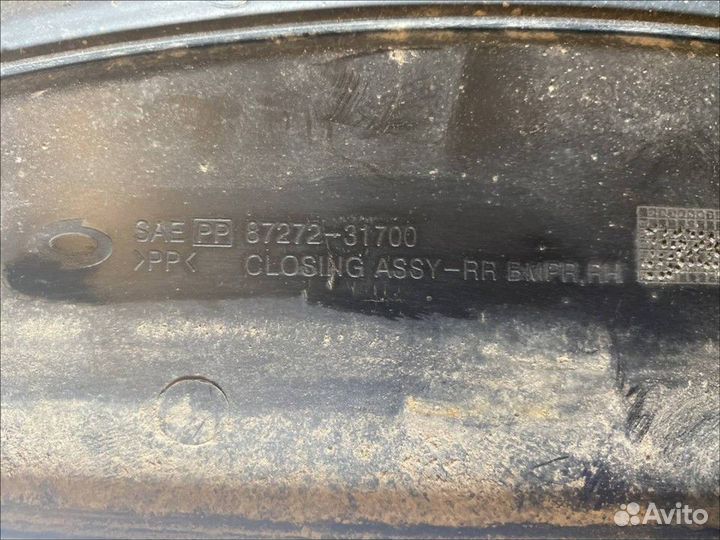 SAE PP 87272-31700
>PP< CLOSING ASSY-RR BMPR,RH
Avito